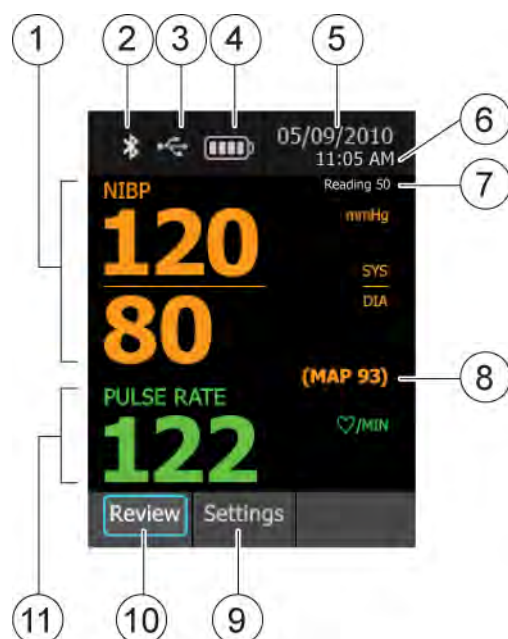 1 2 3 4 5 6
05/09/2010
11:05 AM
Reading 50 7
NIBP
mmHg
120
SYS
DIA
80
(MAP 93) 8
PULSE RATE
♡/MIN
122
Review Settings
11 10 9